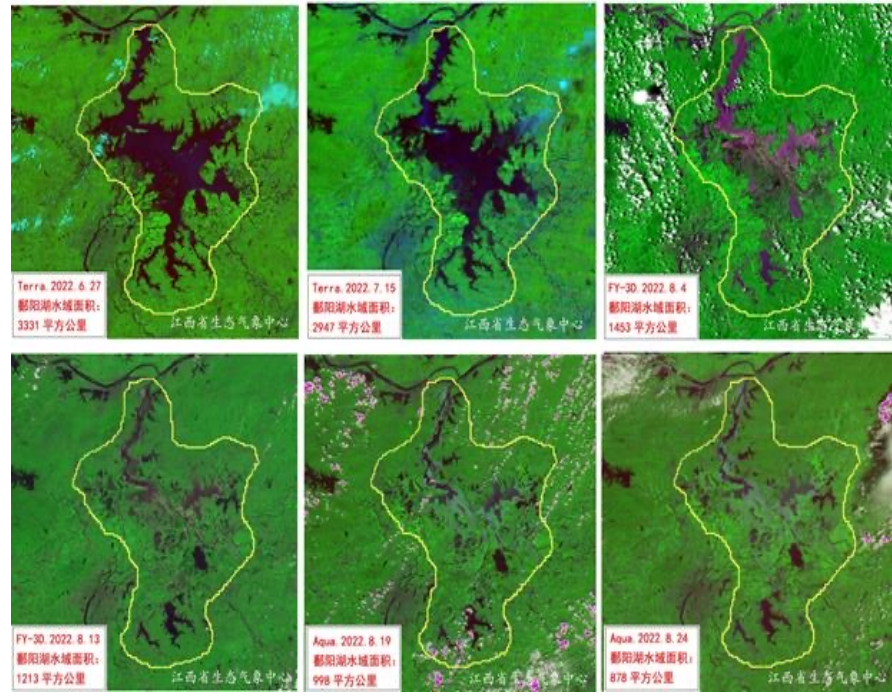 Terra.2022.6.27
鄱阳湖水域面积:
3331 平方公里
江西省生态气象中心
Terra.2022.7.15
鄱阳湖水域面积:
2947 平方公里
江西省生态气象中心
FY-3D.2022.8.4
鄱阳湖水域面积:
1453 平方公里
江西省生态气象中心
FY-3D.2022.8.13
鄱阳湖水域面积:
1213 平方公里
江西省生态气象中心
Aqua.2022.8.19
鄱阳湖水域面积:
998 平方公里
江西省生态气象中心
Aqua.2022.8.24
鄱阳湖水域面积:
878 平方公里
江西省生态气象中心